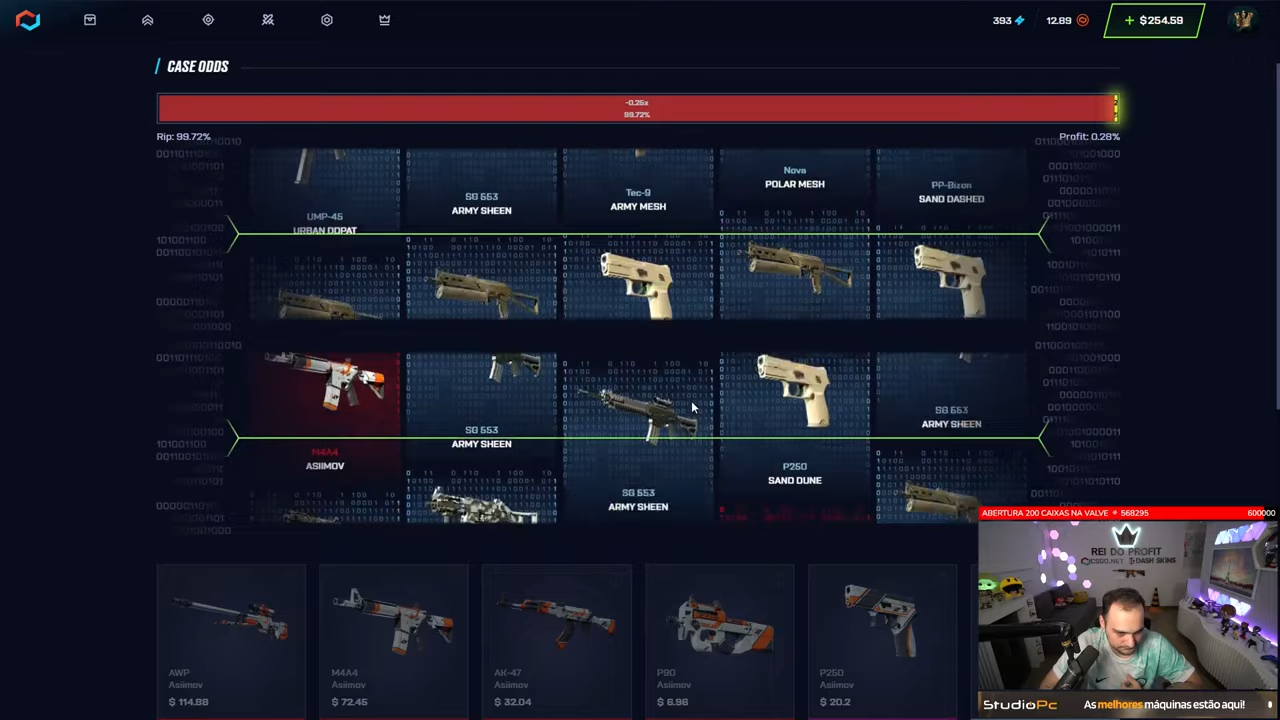 393
12.89
+ $254.59
CASE ODDS
-0.25x
99.72%
Rip: 99.72%
Profit: 0.28%
UMP-45
URBAN DDPAT
SG 553
ARMY SHEEN
Tec-9
ARMY MESH
Nova
POLAR MESH
PP-Bizon
SAND DASHED
M4A4
ASIIMOV
SG 553
ARMY SHEEN
SG 553
ARMY SHEEN
P250
SAND DUNE
SG 553
ARMY SHEEN
AWP
Asiimov
$ 114.88
M4A4
Asiimov
$ 72.45
AK-47
Asiimov
$ 32.04
P90
Asiimov
$ 6.96
P250
Asiimov
$ 20.2
ABERTURA 200 CAIXAS NA VALVE
568295
600000
REI DO PROFIT
CSGO.NET
DASH SKINS
StudioPc
As melhores máquinas estão aqui!